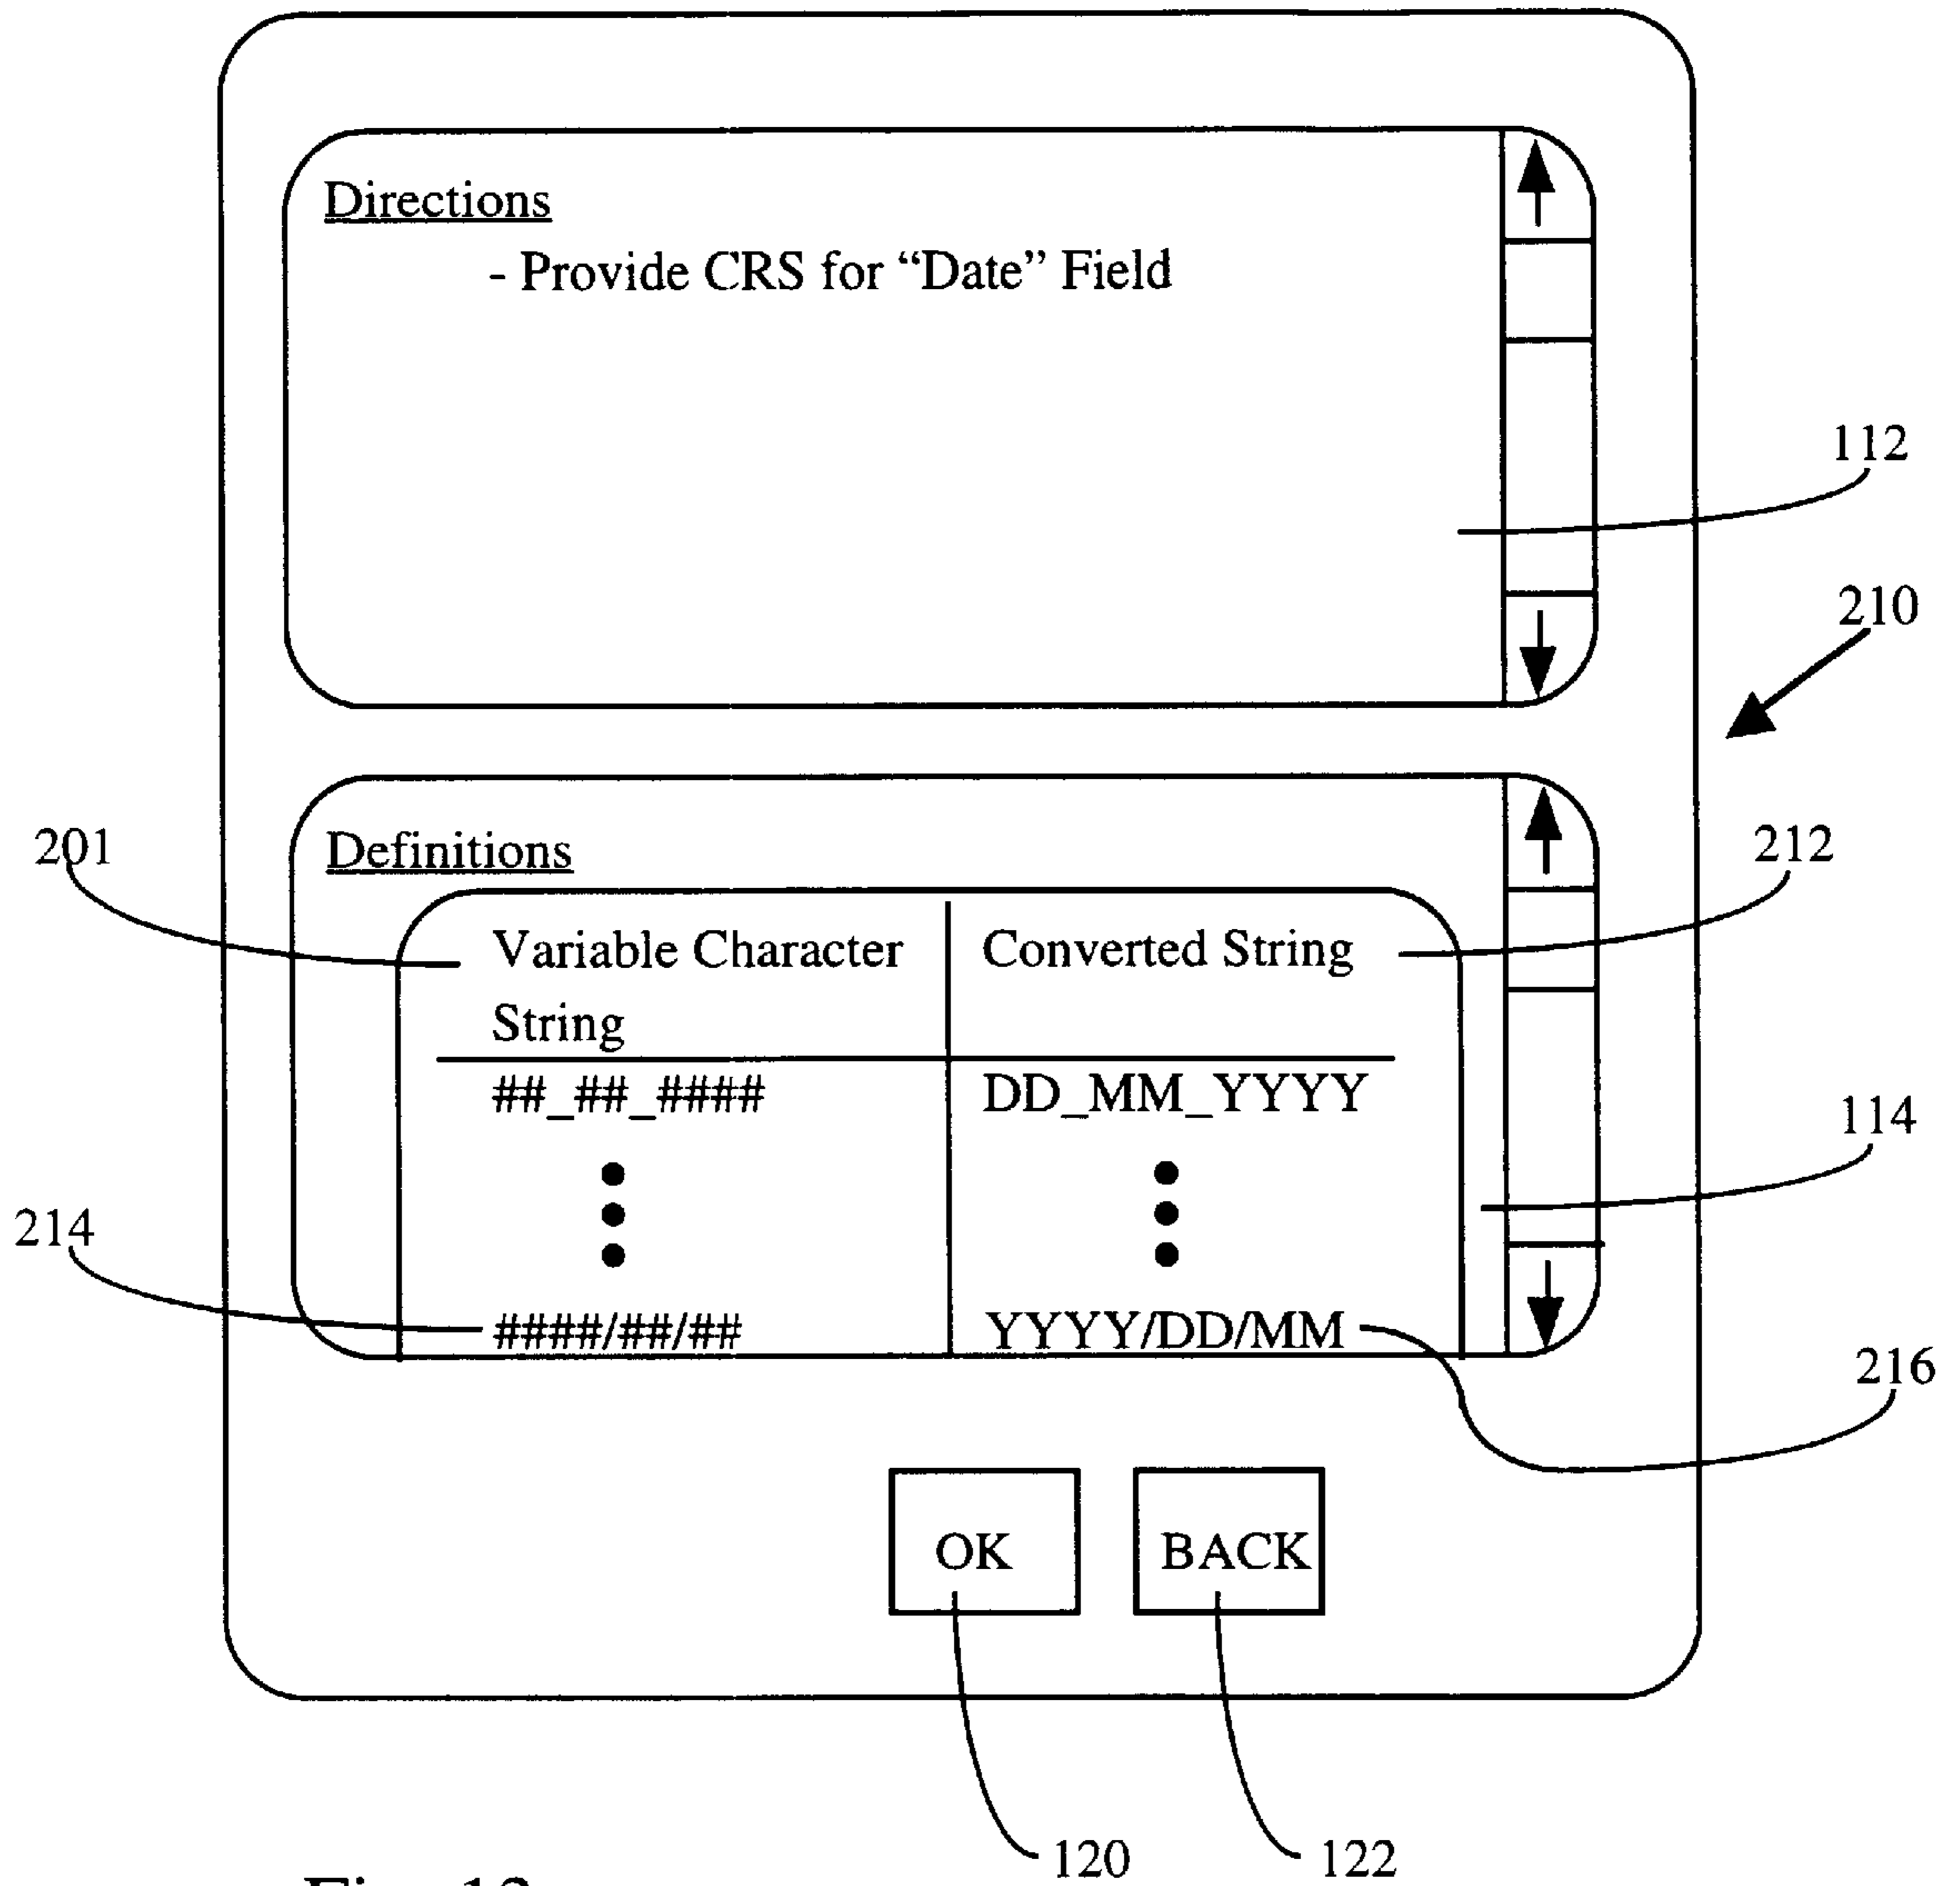 Directions
- Provide CRS for “Date” Field
112
210
Definitions
201
212
Variable Character
String
Converted String
##_##_####
DD_MM_YYYY
114
214
####/##/##
YYYY/DD/MM
216
OK
BACK
120
122